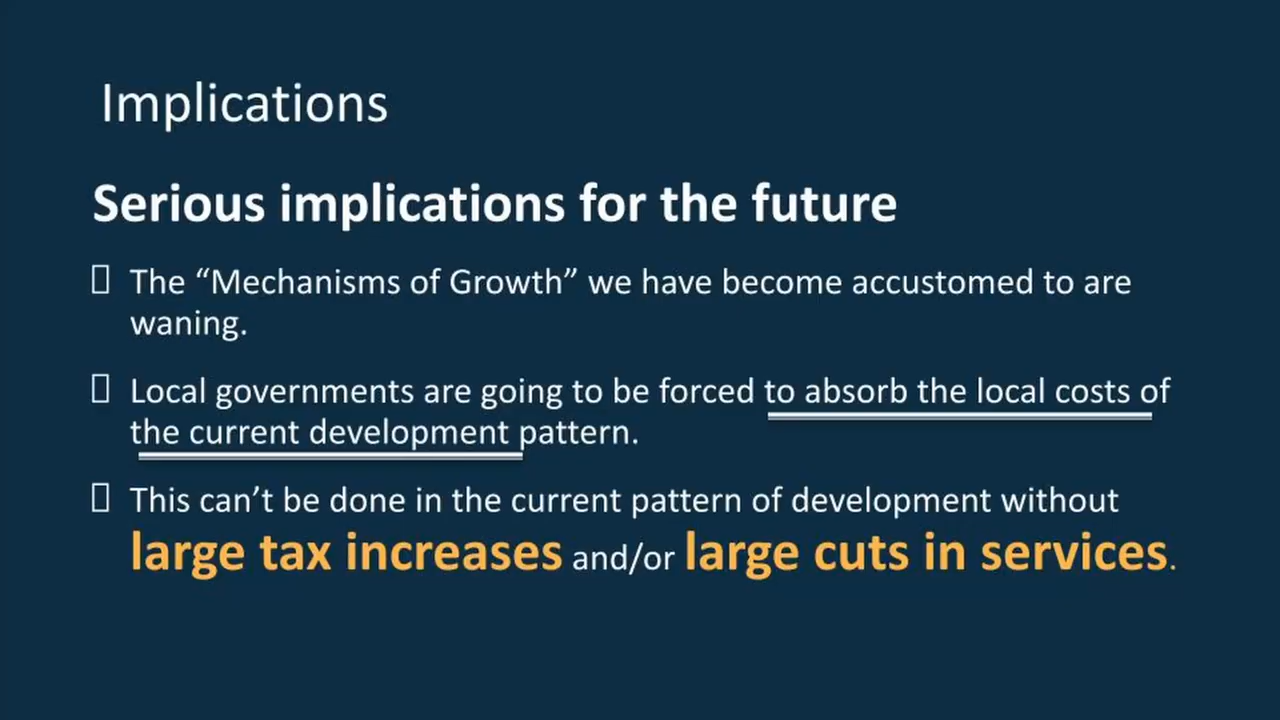 Implications
Serious implications for the future
The “Mechanisms of Growth” we have become accustomed to are
waning.
Local governments are going to be forced to absorb the local costs of
the current development pattern.
This can’t be done in the current pattern of development without
large tax increases and/or large cuts in services.